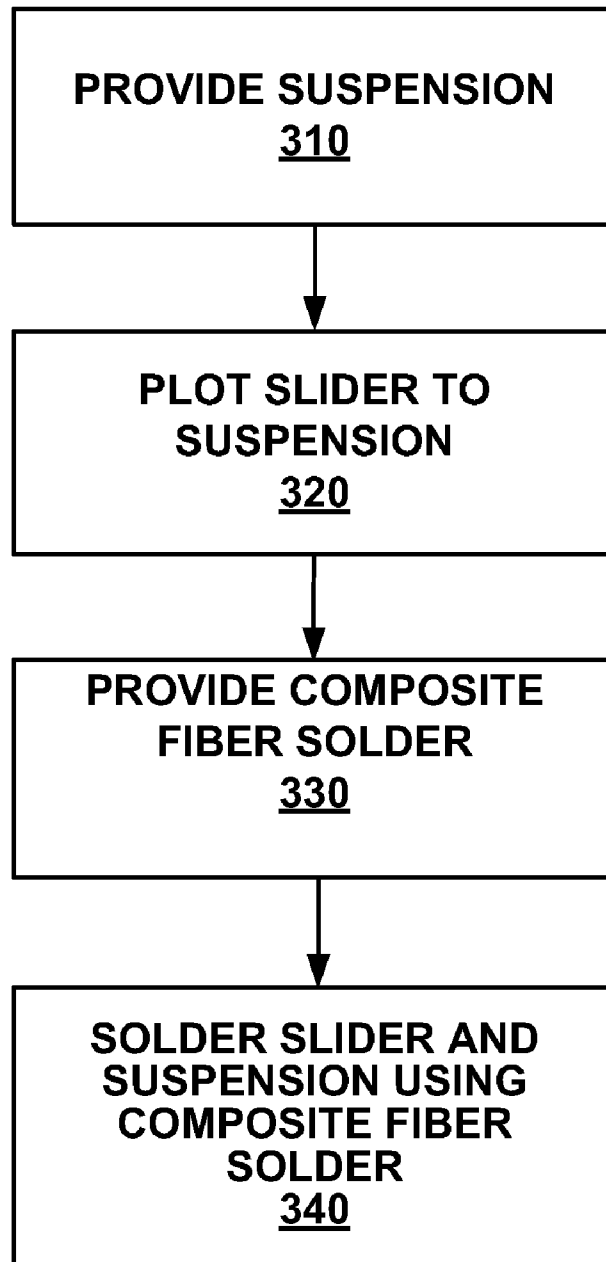 PROVIDE SUSPENSION
310
PLOT SLIDER TO
SUSPENSION
320
PROVIDE COMPOSITE
FIBER SOLDER
330
SOLDER SLIDER AND
SUSPENSION USING
COMPOSITE FIBER
SOLDER
340